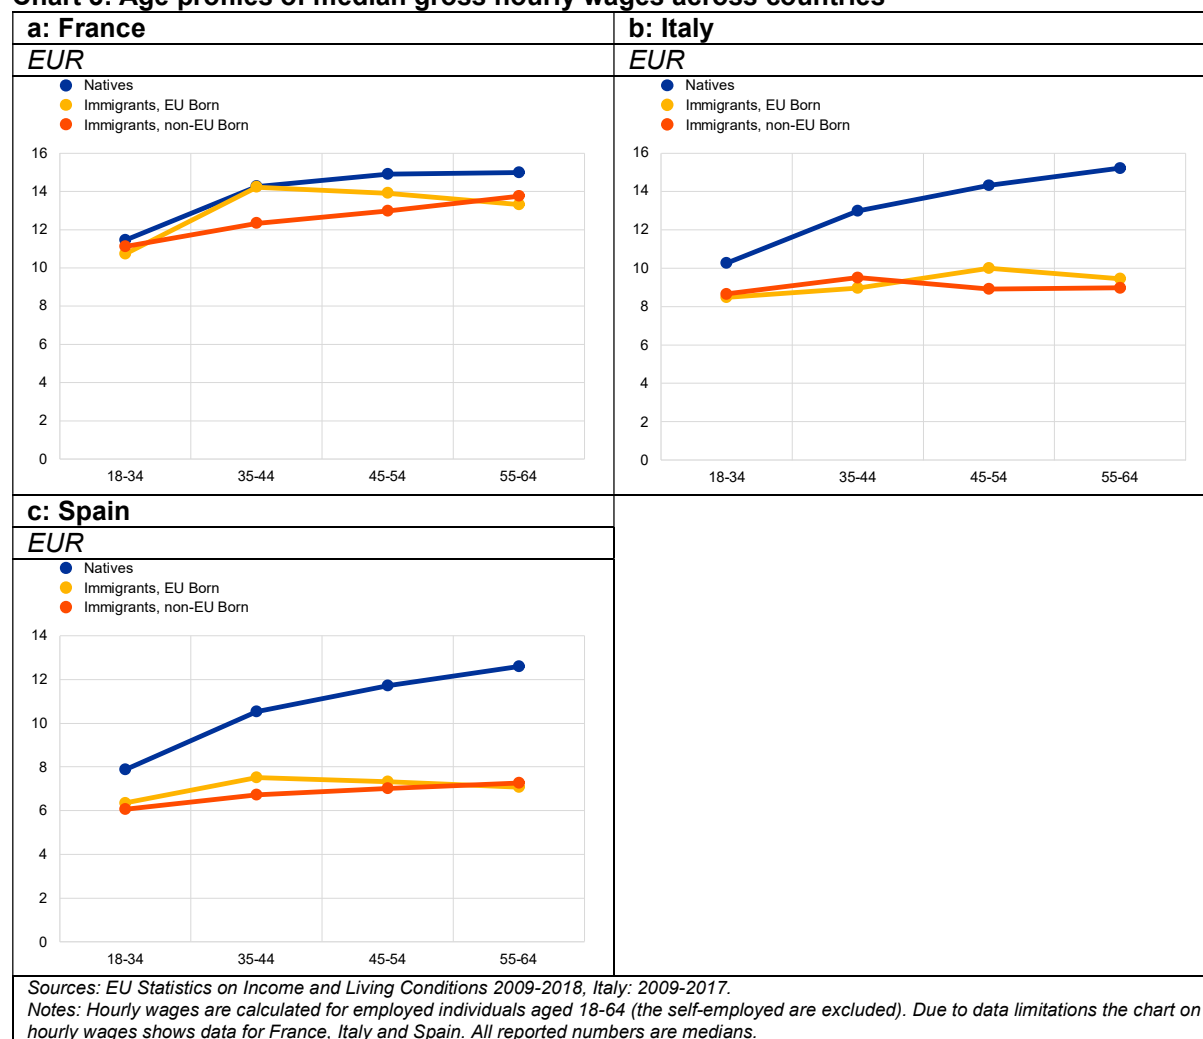 a: France
EUR
Natives
Immigrants, EU Born
Immigrants, non-EU Born
16
14
12
10
8
6
4
2
0
18-34 35-44 45-54 55-64
b: Italy
EUR
Natives
Immigrants, EU Born
Immigrants, non-EU Born
16
14
12
10
8
6
4
2
0
18-34 35-44 45-54 55-64
c: Spain
EUR
Natives
Immigrants, EU Born
Immigrants, non-EU Born
14
12
10
8
6
4
2
0
18-34 35-44 45-54 55-64
Sources: EU Statistics on Income and Living Conditions 2009-2018, Italy: 2009-2017.
Notes: Hourly wages are calculated for employed individuals aged 18-64 (the self-employed are excluded). Due to data limitations the chart on
hourly wages shows data for France, Italy and Spain. All reported numbers are medians.